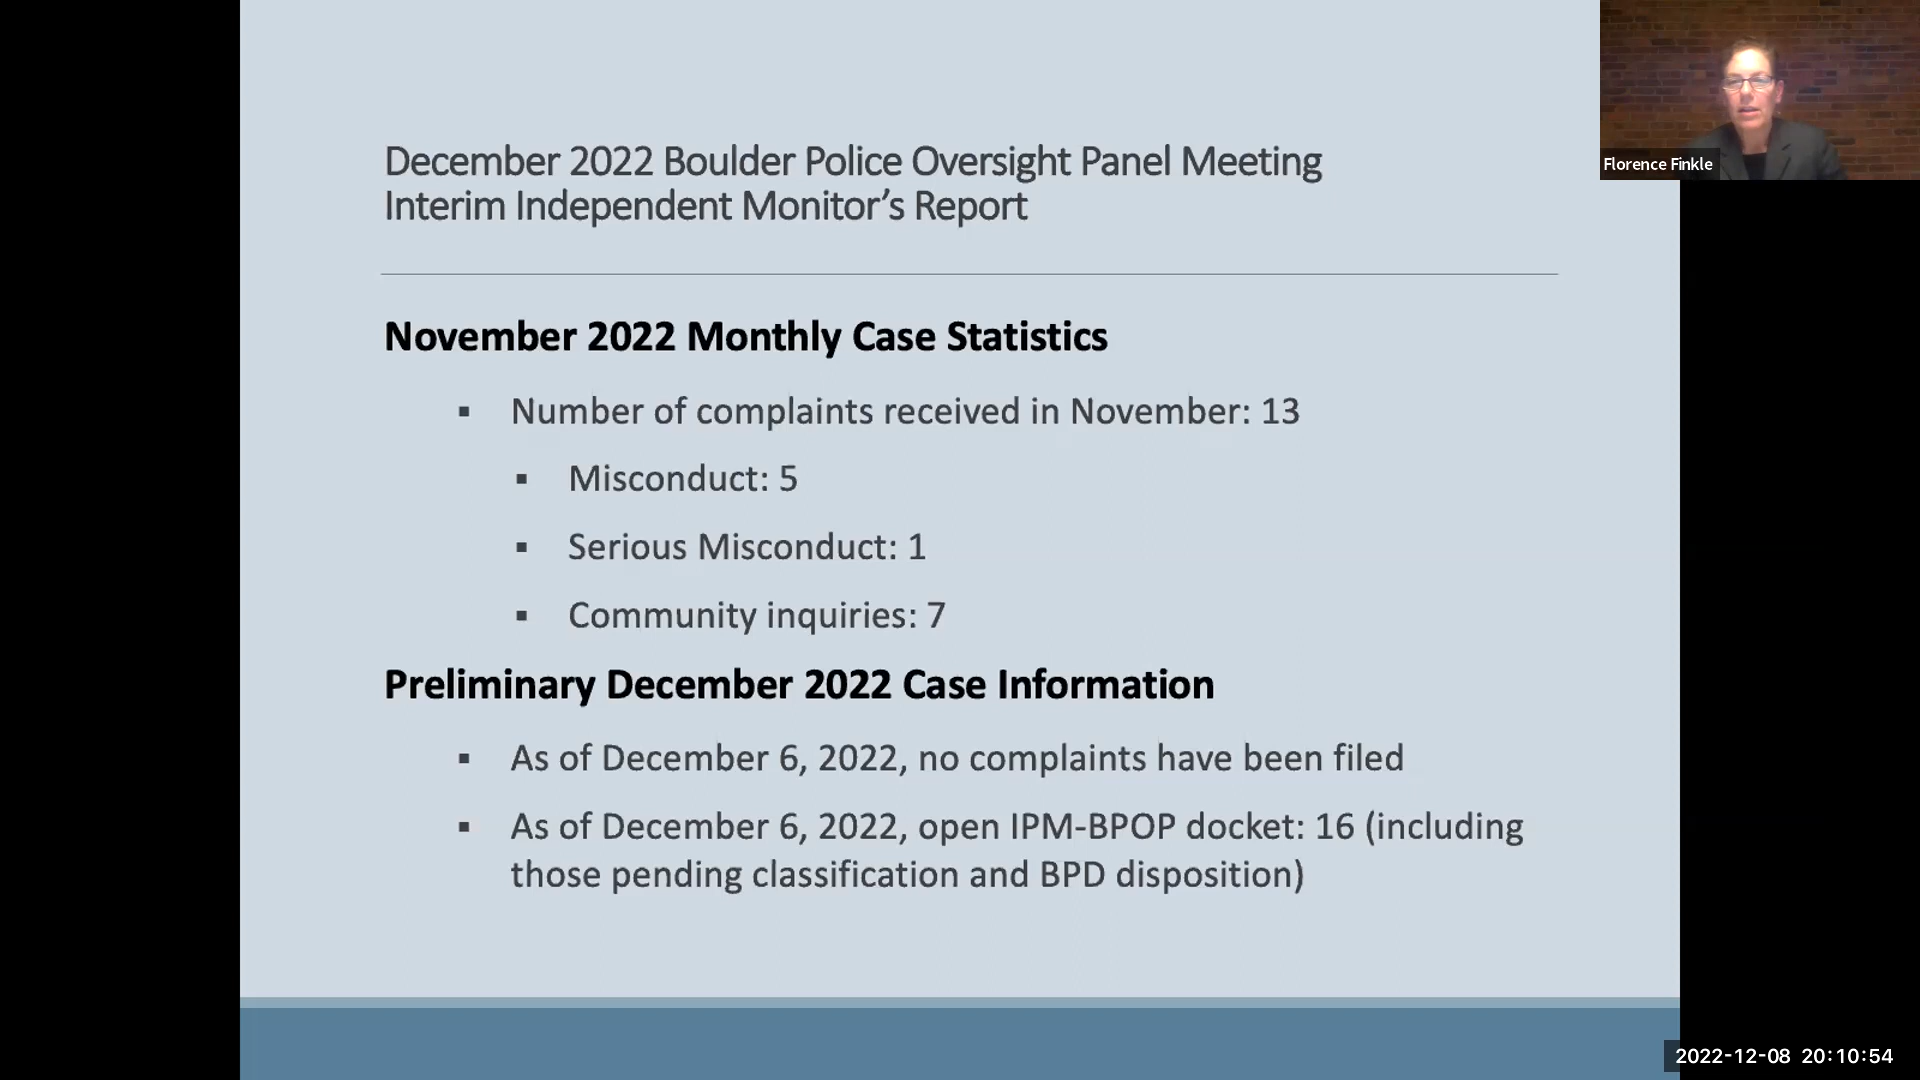 December 2022 Boulder Police Oversight Panel Meeting
Interim Independent Monitor’s Report
Florence Finkle
November 2022 Monthly Case Statistics
▪ Number of complaints received in November: 13
▪ Misconduct: 5
▪ Serious Misconduct: 1
▪ Community inquiries: 7
Preliminary December 2022 Case Information
▪ As of December 6, 2022, no complaints have been filed
▪ As of December 6, 2022, open IPM-BPOP docket: 16 (including
those pending classification and BPD disposition)
2022-12-08 20:10:54